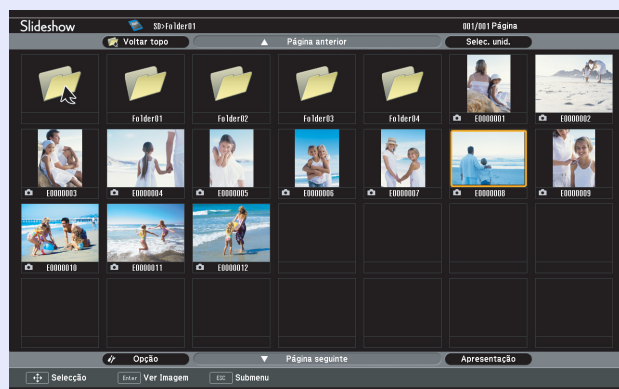 Slideshow SD>Folder01 001/001 Página
Voltar topo Página anterior Selec. unid.
Folder01 Folder02 Folder03 Folder04 E0000001 E0000002
E0000003 E0000004 E0000005 E0000006 E0000007 E0000008 E0000009
E0000010 E0000011 E0000012
Opção Página seguinte Apresentação
Selecção Enter Ver Imagem ESC Submenu